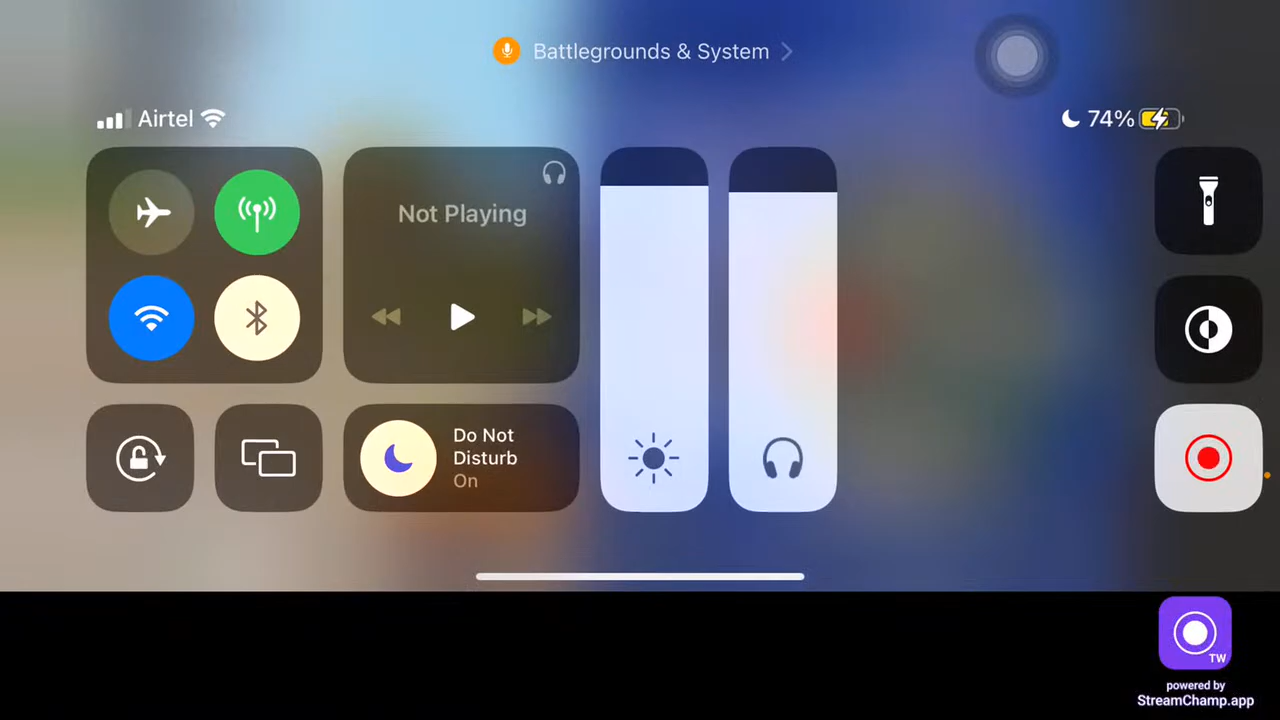 Battlegrounds & System
Airtel
74%
Not Playing
Do Not
Disturb
On
TW
powered by
StreamChamp.app